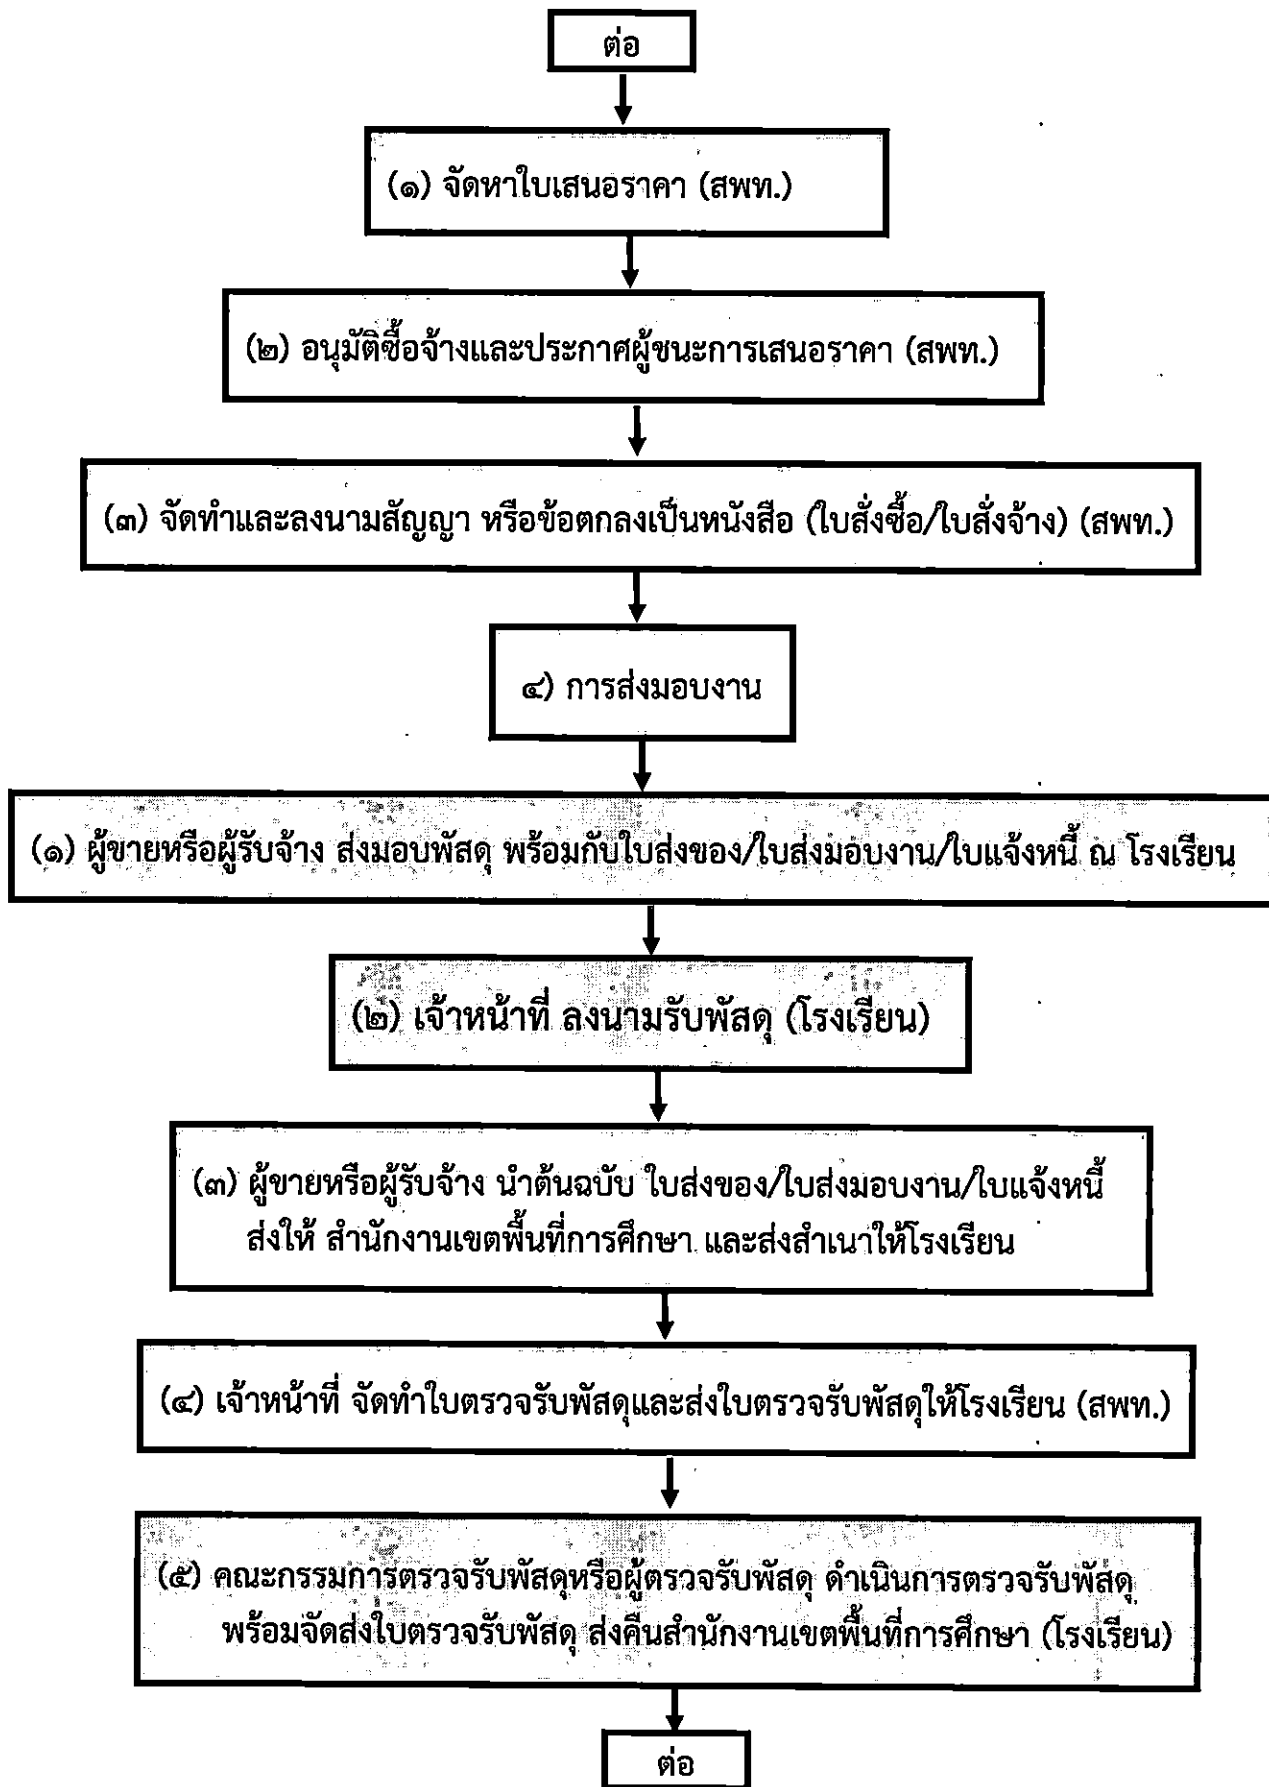 ต่อ
(๑) จัดหาใบเสนอราคา (สพท.)
(๒) อนุมัติซื้อจ้างและประกาศผู้ชนะการเสนอราคา (สพท.)
(๓) จัดทำและลงนามสัญญา หรือข้อตกลงเป็นหนังสือ (ใบสั่งซื้อ/ใบสั่งจ้าง) (สพท.)
๔) การส่งมอบงาน
(๑) ผู้ขายหรือผู้รับจ้าง ส่งมอบพัสดุ พร้อมกับใบส่งของ/ใบส่งมอบงาน/ใบแจ้งหนี้ ณ โรงเรียน
(๒) เจ้าหน้าที่ ลงนามรับพัสดุ (โรงเรียน)
(๓) ผู้ขายหรือผู้รับจ้าง นำต้นฉบับ ใบส่งของ/ใบส่งมอบงาน/ใบแจ้งหนี้
ส่งให้ สำนักงานเขตพื้นที่การศึกษา และส่งสำเนาให้โรงเรียน
(๔) เจ้าหน้าที่ จัดทำใบตรวจรับพัสดุและส่งใบตรวจรับพัสดุให้โรงเรียน (สพท.)
(๕) คณะกรรมการตรวจรับพัสดุหรือผู้ตรวจรับพัสดุ ดำเนินการตรวจรับพัสดุ
พร้อมจัดส่งใบตรวจรับพัสดุ ส่งคืนสำนักงานเขตพื้นที่การศึกษา (โรงเรียน)
ต่อ